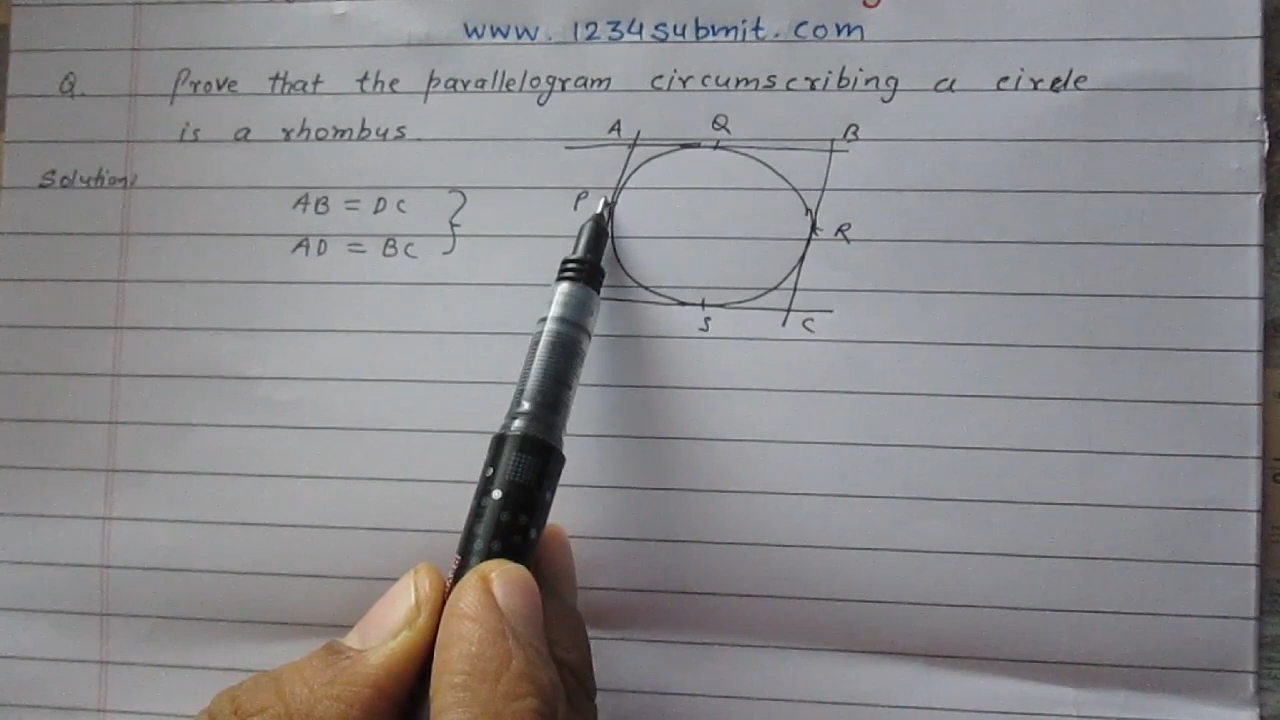 www.1234submit.com
Q. Prove that the parallelogram circumscribing a circle
is a rhombus.
Solution,
AB = DC
AD = BC
A Q B
P
R
S C